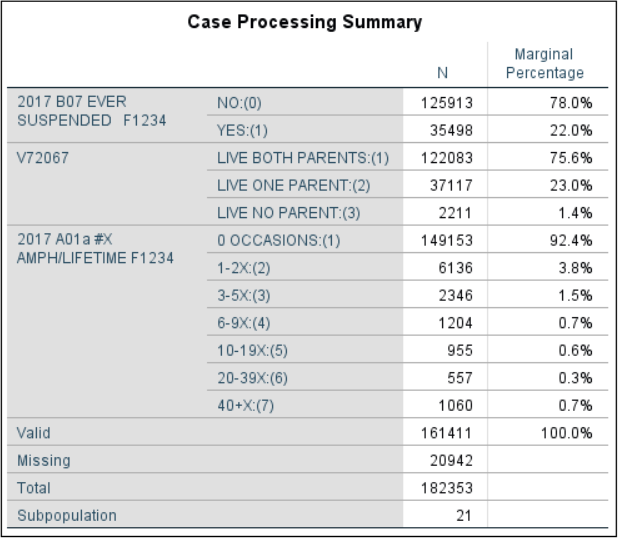 Case Processing Summary
N Marginal Percentage
2017 B07 EVER SUSPENDED F1234 NO:(0) 125913 78.0%
YES:(1) 35498 22.0%
V72067 LIVE BOTH PARENTS:(1) 122083 75.6%
LIVE ONE PARENT:(2) 37117 23.0%
LIVE NO PARENT:(3) 2211 1.4%
2017 A01a #X AMPH/LIFETIME F1234 0 OCCASIONS:(1) 149153 92.4%
1-2X:(2) 6136 3.8%
3-5X:(3) 2346 1.5%
6-9X:(4) 1204 0.7%
10-19X:(5) 955 0.6%
20-39X:(6) 557 0.3%
40+X:(7) 1060 0.7%
Valid 161411 100.0%
Missing 20942
Total 182353
Subpopulation 21